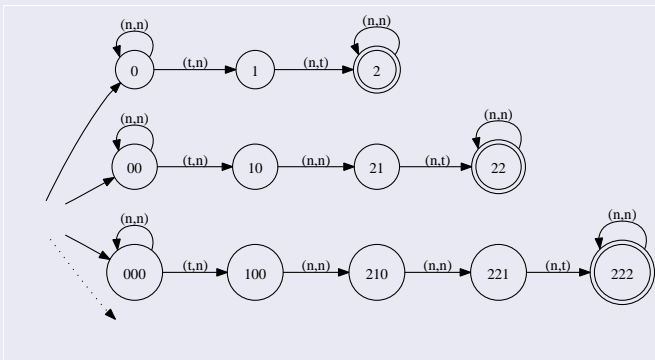 (n,n) (n,n)
0 (t,n) 1 (n,t) 2
(n,n) (n,n)
00 (t,n) 10 (n,n) 21 (n,t) 22
(n,n) (n,n)
000 (t,n) 100 (n,n) 210 (n,n) 221 (n,t) 222